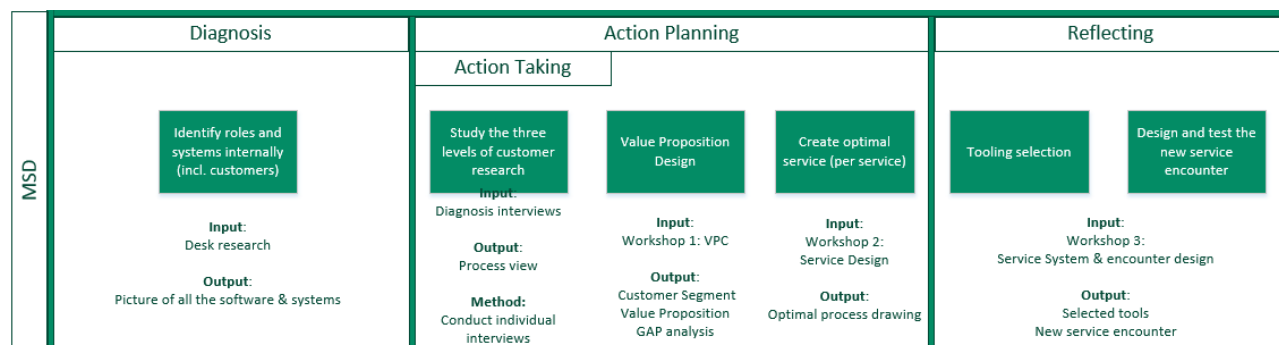 MSD
Diagnosis
Action Planning
Reflecting
Action Taking
Identify roles and
systems internally
(incl. customers)
Input:
Desk research
Output:
Picture of all the software & systems
Study the three
levels of customer
research
Input:
Diagnosis interviews
Output:
Process view
Method:
Conduct individual
interviews
Value Proposition
Design
Input:
Workshop 1: VPC
Output:
Customer Segment
Value Proposition
GAP analysis
Create optimal
service (per service)
Input:
Workshop 2:
Service Design
Output:
Optimal process drawing
Tooling selection
Design and test the
new service
encounter
Input:
Workshop 3:
Service System & encounter design
Output:
Selected tools
New service encounter